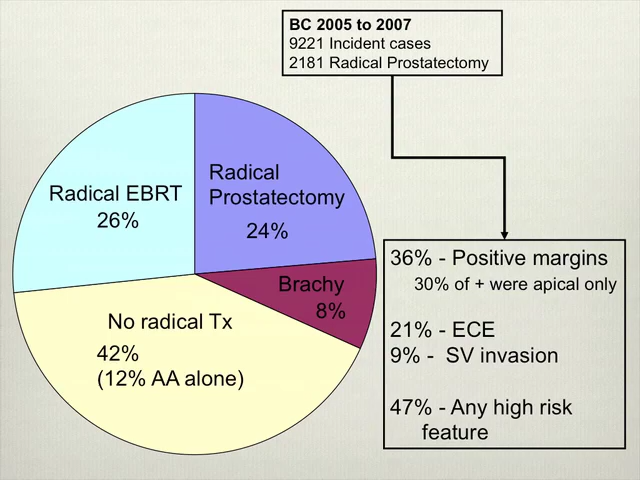 BC 2005 to 2007
9221 Incident cases
2181 Radical Prostatectomy
Radical
Prostatectomy
24%
Radical EBRT
26%
Brachy
8%
No radical Tx
42%
(12% AA alone)
36% - Positive margins
30% of + were apical only
21% - ECE
9% - SV invasion
47% - Any high risk
feature